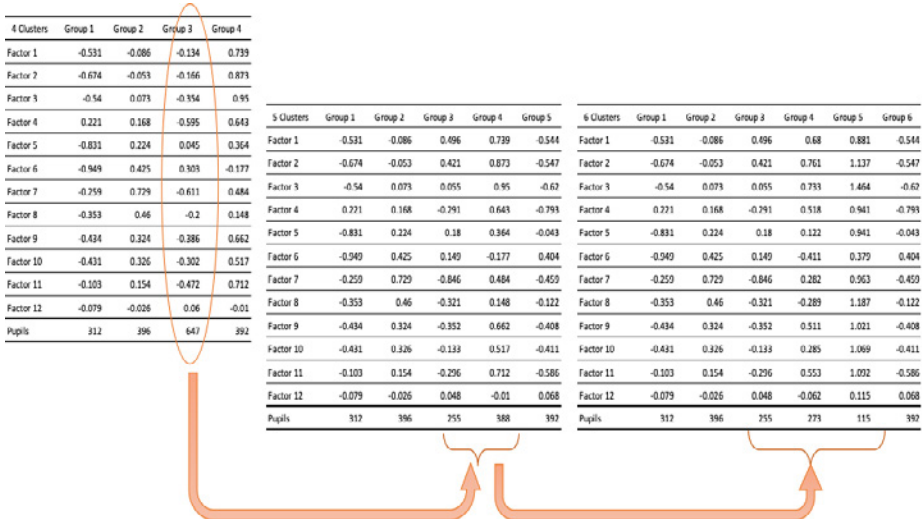 4 Clusters Group 1 Group 2 Group 3 Group 4
Factor 1 -0.531 -0.086 -0.134 0.739
Factor 2 -0.674 -0.053 -0.166 0.873
Factor 3 -0.54 0.073 -0.354 0.95
Factor 4 0.221 0.168 -0.595 0.643
Factor 5 -0.831 0.224 0.045 0.364
Factor 6 -0.949 0.425 0.303 -0.177
Factor 7 -0.259 0.729 -0.611 0.484
Factor 8 -0.353 0.46 -0.2 0.148
Factor 9 -0.434 0.324 -0.386 0.662
Factor 10 -0.431 0.326 -0.302 0.517
Factor 11 -0.103 0.154 -0.472 0.712
Factor 12 -0.079 -0.026 0.06 -0.01
Pupils 312 396 647 392
5 Clusters Group 1 Group 2 Group 3 Group 4 Group 5
Factor 1 -0.531 -0.086 0.496 0.739 -0.544
Factor 2 -0.674 -0.053 0.421 0.873 -0.547
Factor 3 -0.54 0.073 0.055 0.95 -0.62
Factor 4 0.221 0.168 -0.291 0.643 -0.793
Factor 5 -0.831 0.224 0.18 0.364 -0.043
Factor 6 -0.949 0.425 0.149 -0.177 0.404
Factor 7 -0.259 0.729 -0.846 0.484 -0.459
Factor 8 -0.353 0.46 -0.321 0.148 -0.122
Factor 9 -0.434 0.324 -0.352 0.662 -0.408
Factor 10 -0.431 0.326 -0.133 0.517 -0.411
Factor 11 -0.103 0.154 -0.296 0.712 -0.586
Factor 12 -0.079 -0.026 0.048 -0.01 0.068
Pupils 312 396 255 388 392
6 Clusters Group 1 Group 2 Group 3 Group 4 Group 5 Group 6
Factor 1 -0.531 -0.086 0.496 0.68 0.881 -0.544
Factor 2 -0.674 -0.053 0.421 0.761 1.137 -0.547
Factor 3 -0.54 0.073 0.055 0.733 1.464 -0.62
Factor 4 0.221 0.168 -0.291 0.518 0.941 -0.793
Factor 5 -0.831 0.224 0.18 0.122 0.941 -0.043
Factor 6 -0.949 0.425 0.149 -0.411 0.379 0.404
Factor 7 -0.259 0.729 -0.846 0.282 0.963 -0.459
Factor 8 -0.353 0.46 -0.321 -0.289 1.187 -0.122
Factor 9 -0.434 0.324 -0.352 0.511 1.021 -0.408
Factor 10 -0.431 0.326 -0.133 0.285 1.069 -0.411
Factor 11 -0.103 0.154 -0.296 0.553 1.092 -0.586
Factor 12 -0.079 -0.026 0.048 -0.062 0.115 0.068
Pupils 312 396 255 273 115 392